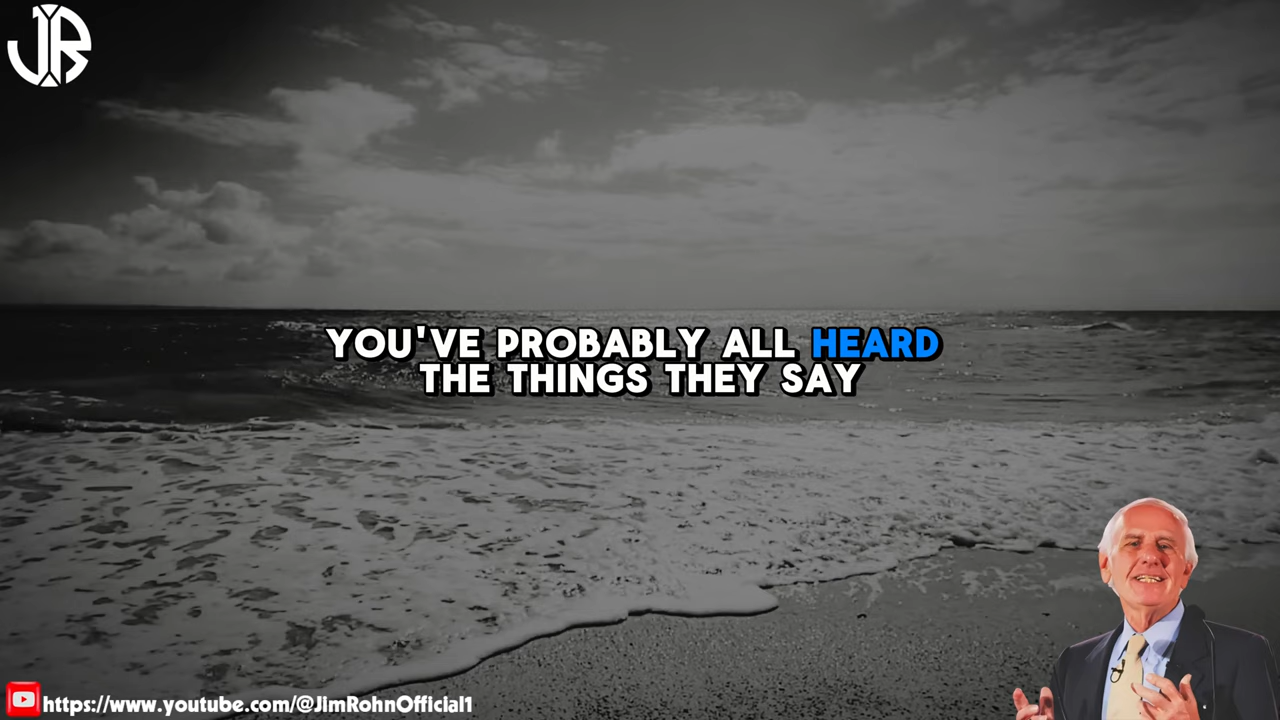 JR
YOU'VE PROBABLY ALL HEARD
THE THINGS THEY SAY
https://www.youtube.com/@JimRohnOfficial1